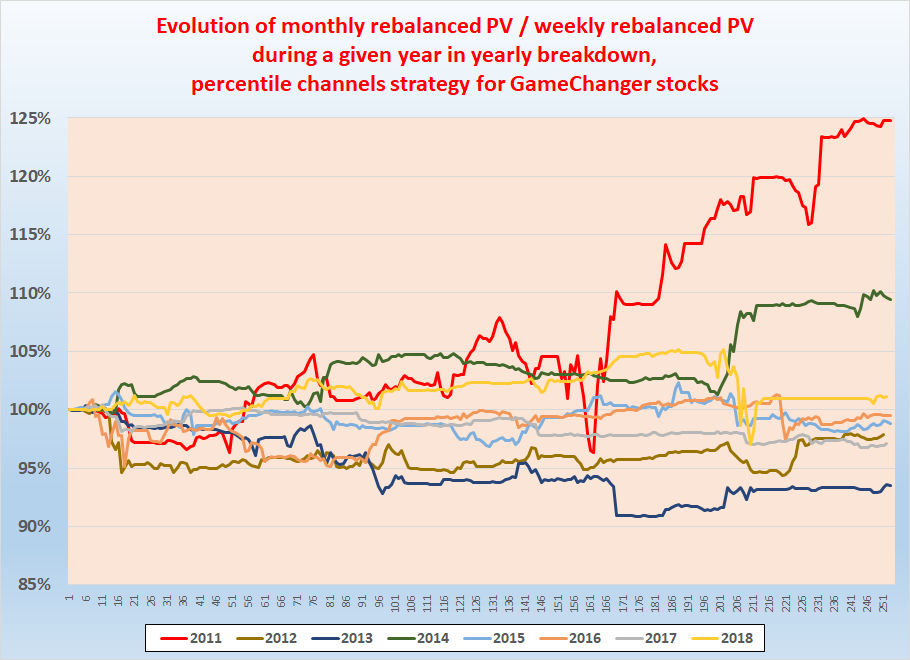 Evolution of monthly rebalanced PV / weekly rebalanced PV
during a given year in yearly breakdown,
percentile channels strategy for GameChanger stocks
125%
120%
115%
110%
105%
100%
95%
90%
85%
1 6 11 16 21 26 31 36 41 46 51 56 61 66 71 76 81 86 91 96 101 106 111 116 121 126 131 136 141 146 151 156 161 166 171 176 181 186 191 196 201 206 211 216 221 226 231 236 241 246 251
2011 2012 2013 2014 2015 2016 2017 2018